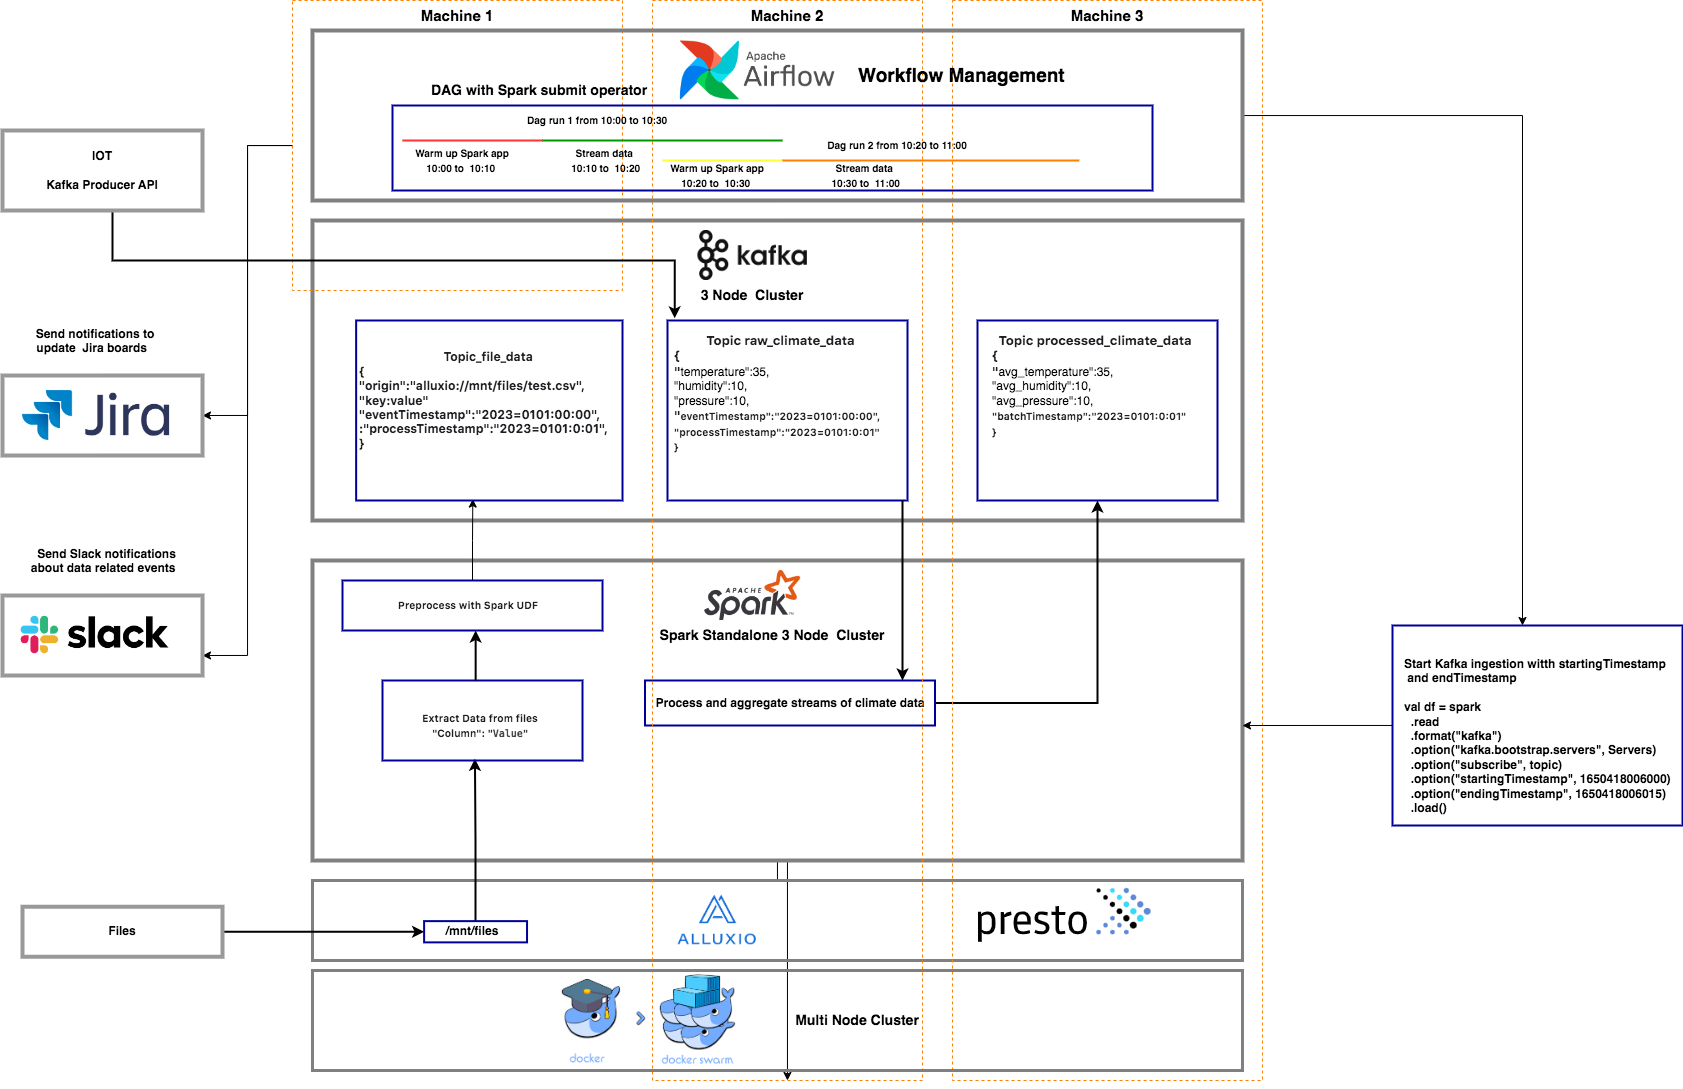 Machine 1
Machine 2
Machine 3
Apache
Airflow
Workflow Management
DAG with Spark submit operator
Dag run 1 from 10:00 to 10:30
Dag run 2 from 10:20 to 11:00
Warm up Spark app
10:00 to  10:10
Stream data
10:10 to  10:20
Warm up Spark app
10:20 to  10:30
Stream data
10:30 to  11:00
IOT
Kafka Producer API
kafka
3 Node  Cluster
Send notifications to
update  Jira boards
Jira
Send Slack notifications
about data related events
slack
Topic_file_data
{
"origin":"alluxio://mnt/files/test.csv",
"key:value"
"eventTimestamp":"2023=0101:00:00",
:"processTimestamp":"2023=0101:0:01",
}
Topic raw_climate_data
{
"temperature":35,
"humidity":10,
"pressure":10,
"eventTimestamp":"2023=0101:00:00",
"processTimestamp":"2023=0101:0:01"
}
Topic processed_climate_data
{
"avg_temperature":35,
"avg_humidity":10,
"avg_pressure":10,
"batchTimestamp":"2023=0101:0:01"
}
APACHE
Spark
Spark Standalone 3 Node  Cluster
Preprocess with Spark UDF
Extract Data from files
"Column": "Value"
Process and aggregate streams of climate data
Start Kafka ingestion witth startingTimestamp
and endTimestamp
val df = spark
.read
.format("kafka")
.option("kafka.bootstrap.servers", Servers)
.option("subscribe", topic)
.option("startingTimestamp", 1650418006000)
.option("endingTimestamp", 1650418006015)
.load()
Files
/mnt/files
ALLUXIO
presto
docker
docker swarm
Multi Node Cluster